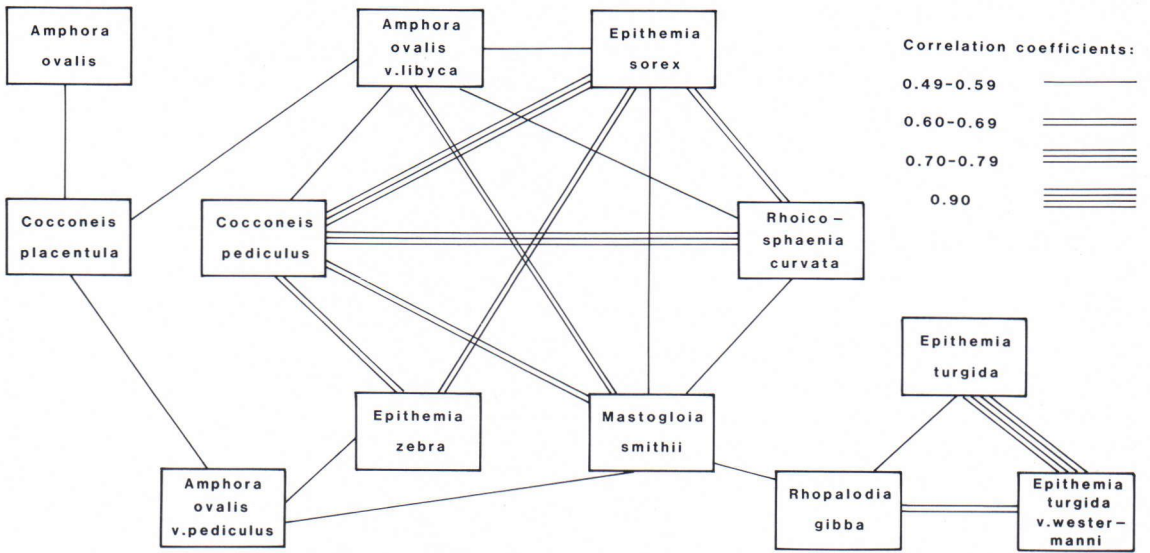 Amphora
ovalis
Amphora
ovalis
v.libyca
Epithemia
sorex
Correlation coefficients:
0.49-0.59
0.60-0.69
0.70-0.79
0.90
Cocconeis
placentula
Cocconeis
pediculus
Rhoico-
sphaenia
curvata
Epithemia
turgida
Epithemia
zebra
Mastogloia
smithii
Amphora
ovalis
v.pediculus
Rhopalodia
gibba
Epithemia
turgida
v.wester-
manni